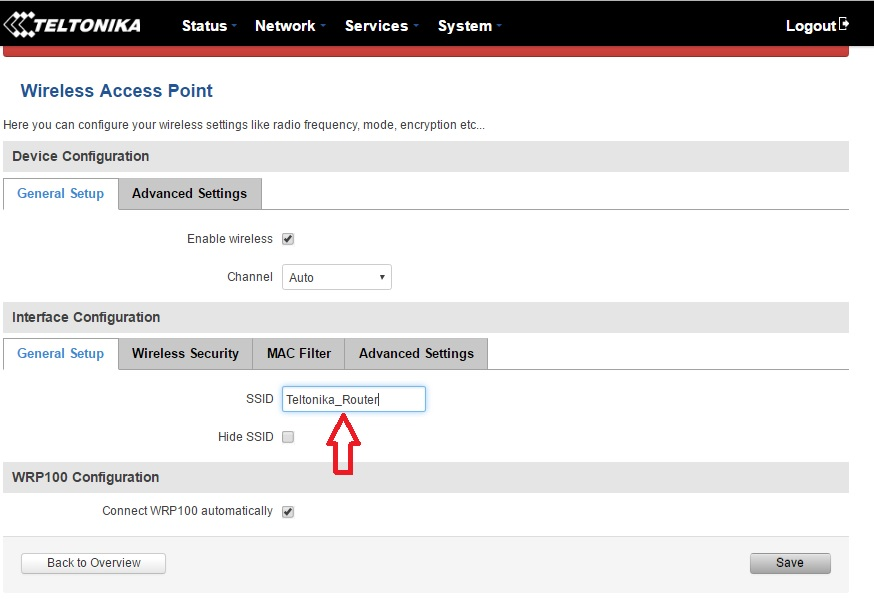 TELTONIKA Status Network Services System Logout
Wireless Access Point
Here you can configure your wireless settings like radio frequency, mode, encryption etc...
Device Configuration
General Setup Advanced Settings
Enable wireless
Channel Auto
Interface Configuration
General Setup Wireless Security MAC Filter Advanced Settings
SSID Teltonika_Router
Hide SSID
WRP100 Configuration
Connect WRP100 automatically
Back to Overview Save